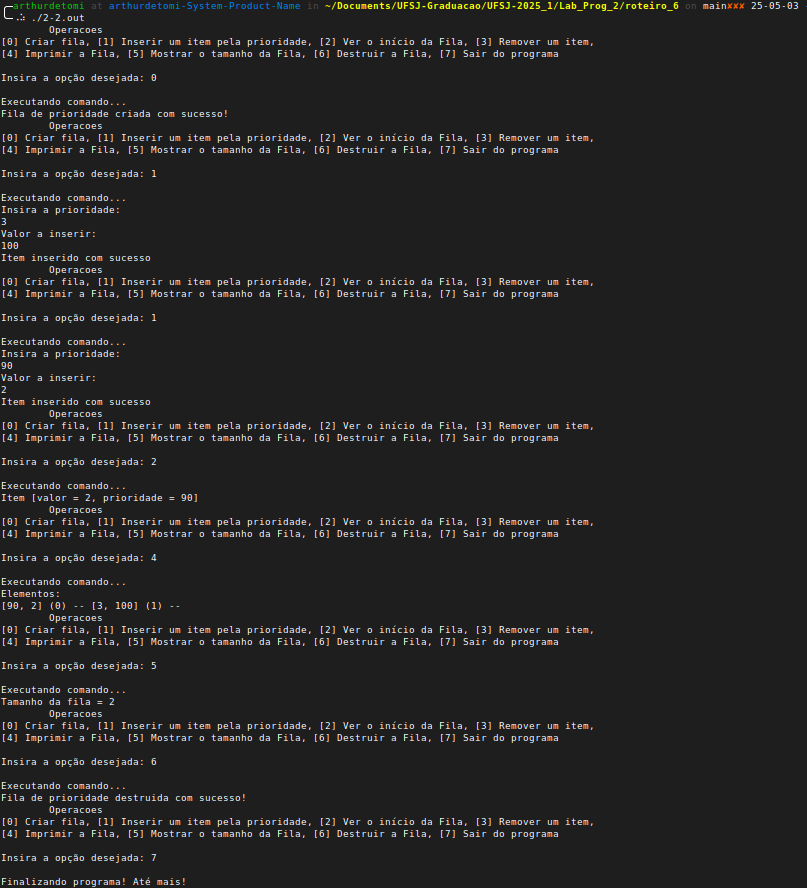 arthurdetomi at arthurdetomi-System-Product-Name in ~/Documents/UFSJ-Graduacao/UFSJ-2025_1/Lab_Prog_2/roteiro_6 on main✘✘✘ 25-05-03
./2-2.out
Operacoes
[0] Criar fila, [1] Inserir um item pela prioridade, [2] Ver o início da Fila, [3] Remover um item,
[4] Imprimir a Fila, [5] Mostrar o tamanho da Fila, [6] Destruir a Fila, [7] Sair do programa
Insira a opção desejada: 0
Executando comando...
Fila de prioridade criada com sucesso!
Operacoes
[0] Criar fila, [1] Inserir um item pela prioridade, [2] Ver o início da Fila, [3] Remover um item,
[4] Imprimir a Fila, [5] Mostrar o tamanho da Fila, [6] Destruir a Fila, [7] Sair do programa
Insira a opção desejada: 1
Executando comando...
Insira a prioridade:
3
Valor a inserir:
100
Item inserido com sucesso
Operacoes
[0] Criar fila, [1] Inserir um item pela prioridade, [2] Ver o início da Fila, [3] Remover um item,
[4] Imprimir a Fila, [5] Mostrar o tamanho da Fila, [6] Destruir a Fila, [7] Sair do programa
Insira a opção desejada: 1
Executando comando...
Insira a prioridade:
90
Valor a inserir:
2
Item inserido com sucesso
Operacoes
[0] Criar fila, [1] Inserir um item pela prioridade, [2] Ver o início da Fila, [3] Remover um item,
[4] Imprimir a Fila, [5] Mostrar o tamanho da Fila, [6] Destruir a Fila, [7] Sair do programa
Insira a opção desejada: 2
Executando comando...
Item [valor = 2, prioridade = 90]
Operacoes
[0] Criar fila, [1] Inserir um item pela prioridade, [2] Ver o início da Fila, [3] Remover um item,
[4] Imprimir a Fila, [5] Mostrar o tamanho da Fila, [6] Destruir a Fila, [7] Sair do programa
Insira a opção desejada: 4
Executando comando...
Elementos:
[90, 2] (0) -- [3, 100] (1) --
Operacoes
[0] Criar fila, [1] Inserir um item pela prioridade, [2] Ver o início da Fila, [3] Remover um item,
[4] Imprimir a Fila, [5] Mostrar o tamanho da Fila, [6] Destruir a Fila, [7] Sair do programa
Insira a opção desejada: 5
Executando comando...
Tamanho da fila = 2
Operacoes
[0] Criar fila, [1] Inserir um item pela prioridade, [2] Ver o início da Fila, [3] Remover um item,
[4] Imprimir a Fila, [5] Mostrar o tamanho da Fila, [6] Destruir a Fila, [7] Sair do programa
Insira a opção desejada: 6
Executando comando...
Fila de prioridade destruida com sucesso!
Operacoes
[0] Criar fila, [1] Inserir um item pela prioridade, [2] Ver o início da Fila, [3] Remover um item,
[4] Imprimir a Fila, [5] Mostrar o tamanho da Fila, [6] Destruir a Fila, [7] Sair do programa
Insira a opção desejada: 7
Finalizando programa! Até mais!